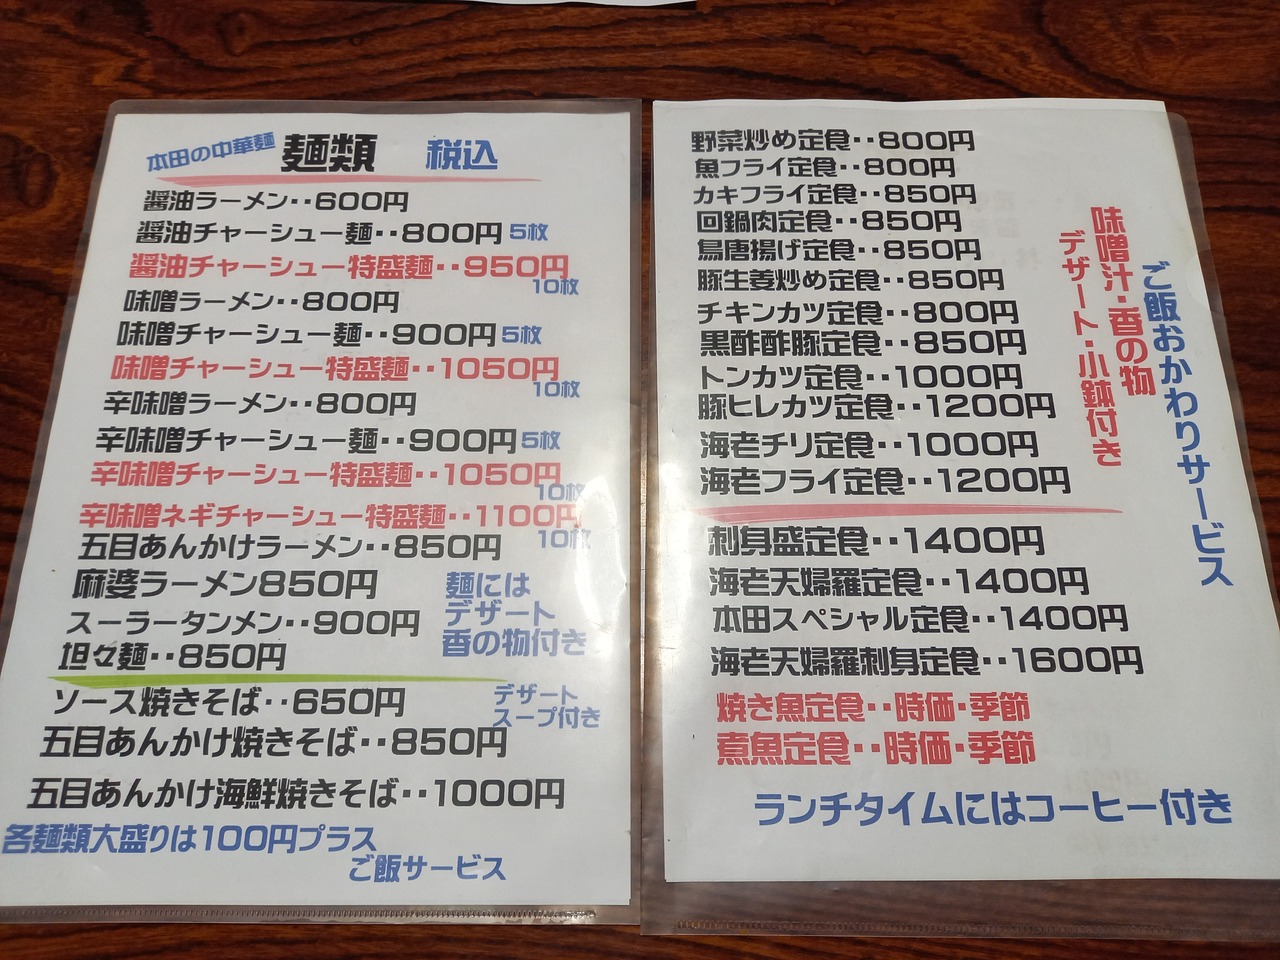 本田の中華麺 麺類 税込
醤油ラーメン‥600円
醤油チャーシュー麺‥800円 5枚
醤油チャーシュー特盛麺‥950円
10枚
味噌ラーメン‥800円
味噌チャーシュー麺‥900円 5枚
味噌チャーシュー特盛麺‥1050円
10枚
辛味噌ラーメン‥800円
辛味噌チャーシュー麺‥900円 5枚
辛味噌チャーシュー特盛麺‥1050円
10枚
辛味噌ネギチャーシュー特盛麺‥1100円
10枚
五目あんかけラーメン‥850円
麻婆ラーメン850円
スーラータンメン‥900円
坦々麺‥850円
麺には
デザート
香の物付き
ソース焼きそば‥650円
デザート
スープ付き
五目あんかけ焼きそば‥850円
五目あんかけ海鮮焼きそば‥1000円
各麺類大盛りは100円プラス
ご飯サービス
野菜炒め定食‥800円
魚フライ定食‥800円
カキフライ定食‥850円
回鍋肉定食‥850円
鳥唐揚げ定食‥850円
豚生姜炒め定食‥850円
チキンカツ定食‥800円
黒酢酢豚定食‥850円
トンカツ定食‥1000円
豚ヒレカツ定食‥1200円
海老チリ定食‥1000円
海老フライ定食‥1200円
刺身盛定食‥1400円
海老天婦羅定食‥1400円
本田スペシャル定食‥1400円
海老天婦羅刺身定食‥1600円
焼き魚定食‥時価・季節
煮魚定食‥時価・季節
ご飯おかわりサービス
味噌汁・香の物
デザート・小鉢付き
ランチタイムにはコーヒー付き